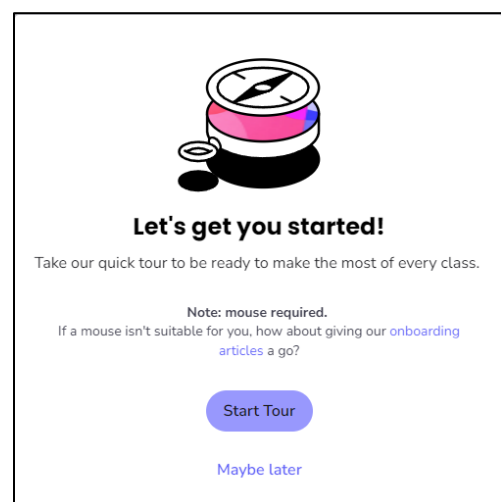 Let's get you started!
Take our quick tour to be ready to make the most of every class.
Note: mouse required.
If a mouse isn't suitable for you, how about giving our onboarding
articles a go?
Start Tour
Maybe later